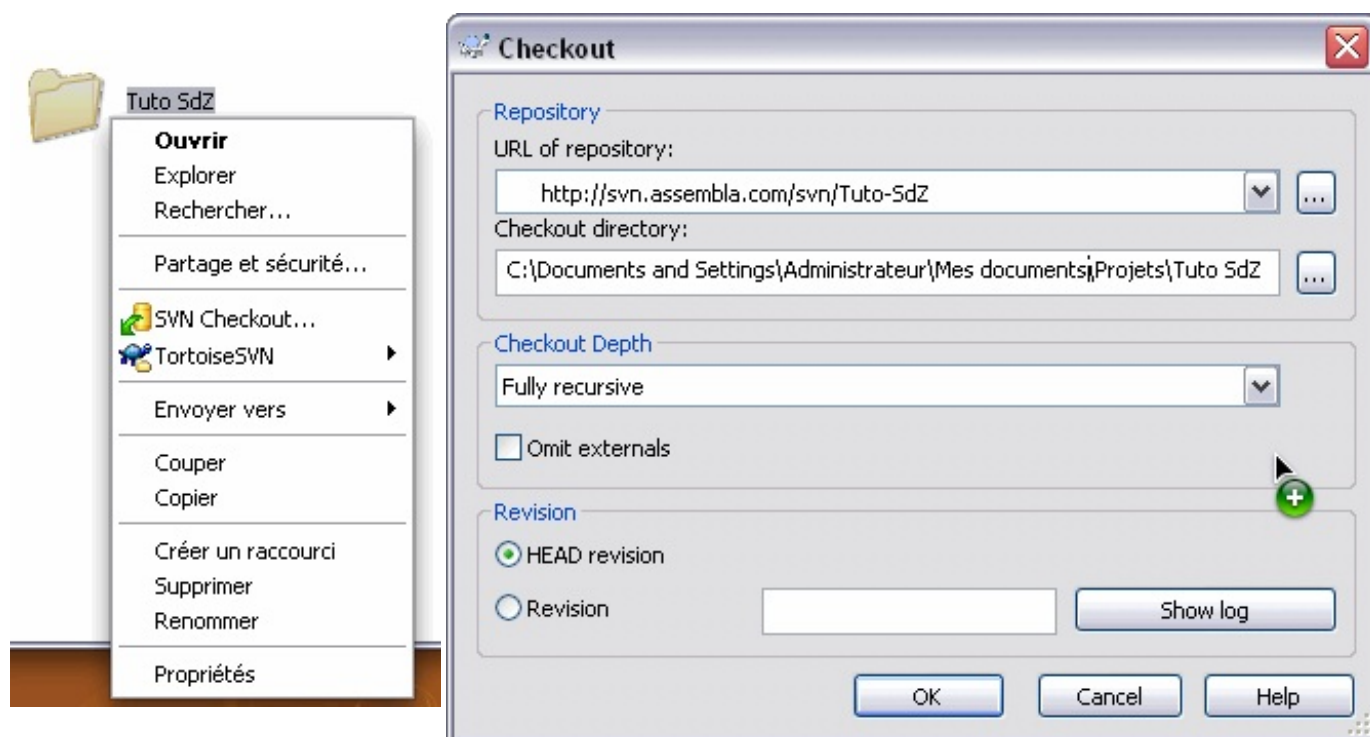 Tuto SdZ
Ouvrir
Explorer
Rechercher...
Partage et sécurité...
SVN Checkout...
TortoiseSVN
Envoyer vers
Couper
Copier
Créer un raccourci
Supprimer
Renommer
Propriétés
Checkout
Repository
URL of repository:
http://svn.assembla.com/svn/Tuto-SdZ
...
Checkout directory:
C:\Documents and Settings\Administrateur\Mes documents\Projets\Tuto SdZ
...
Checkout Depth
Fully recursive
Omit externals
Revision
HEAD revision
Revision
Show log
OK
Cancel
Help